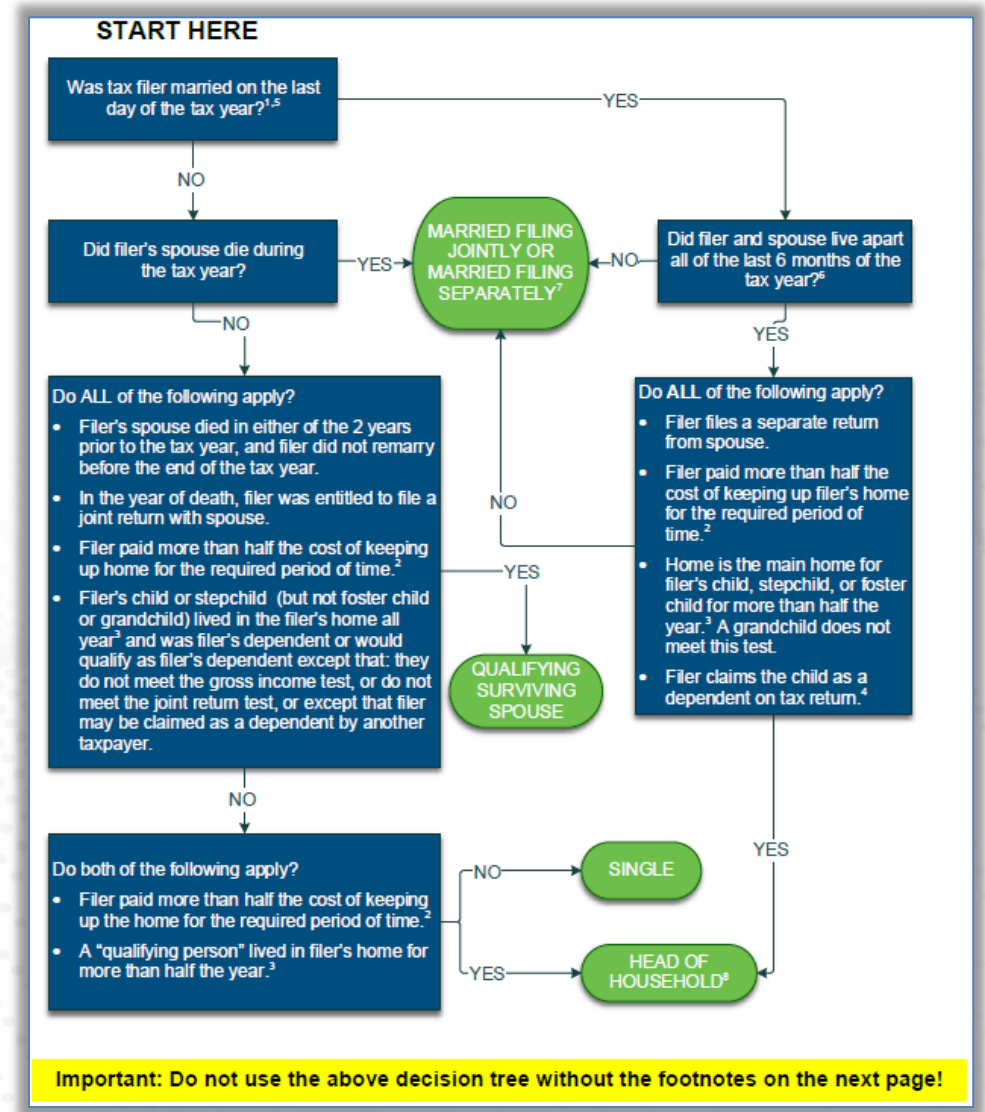 START HERE
Was tax filer married on the last
day of the tax year?¹,⁵
YES
NO
Did filer's spouse die during
the tax year?
YES
MARRIED FILING
JOINTLY OR
MARRIED FILING
SEPARATELY⁷
NO
Did filer and spouse live apart
all of the last 6 months of the
tax year?⁶
NO
YES
Do ALL of the following apply?
• Filer's spouse died in either of the 2 years
prior to the tax year, and filer did not remarry
before the end of the tax year.
• In the year of death, filer was entitled to file a
joint return with spouse.
• Filer paid more than half the cost of keeping
up home for the required period of time.²
• Filer's child or stepchild (but not foster child
or grandchild) lived in the filer's home all
year³ and was filer's dependent or would
qualify as filer's dependent except that: they
do not meet the gross income test, or do not
meet the joint return test, or except that filer
may be claimed as a dependent by another
taxpayer.
NO
YES
QUALIFYING
SURVIVING
SPOUSE
Do ALL of the following apply?
• Filer files a separate return
from spouse.
• Filer paid more than half the
cost of keeping up filer's home
for the required period of
time.²
• Home is the main home for
filer's child, stepchild, or foster
child for more than half the
year.³ A grandchild does not
meet this test.
• Filer claims the child as a
dependent on tax return.⁴
NO
YES
Do both of the following apply?
• Filer paid more than half the cost of keeping
up the home for the required period of time.²
• A "qualifying person" lived in filer's home for
more than half the year.³
NO
SINGLE
YES
HEAD OF
HOUSEHOLD⁸
Important: Do not use the above decision tree without the footnotes on the next page!